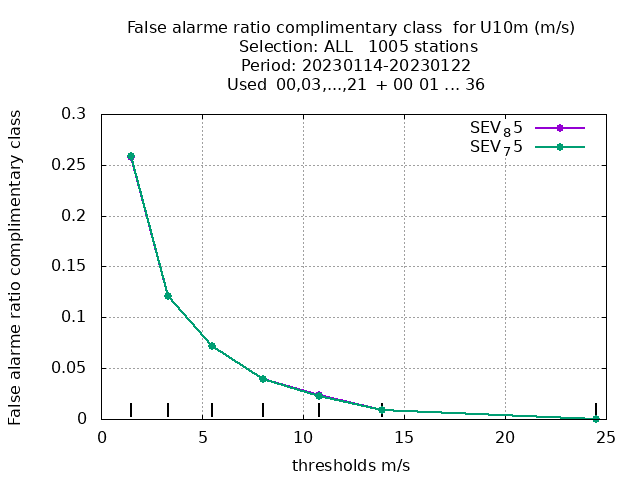 False alarme ratio complimentary class  for U10m (m/s)
Selection: ALL   1005 stations
Period: 20230114-20230122
Used  00,03,...,21  + 00 01 ... 36
False alarme ratio complimentary class
0.3
0.25
0.2
0.15
0.1
0.05
0
SEV₈5
SEV₇5
0 5 10 15 20 25
thresholds m/s